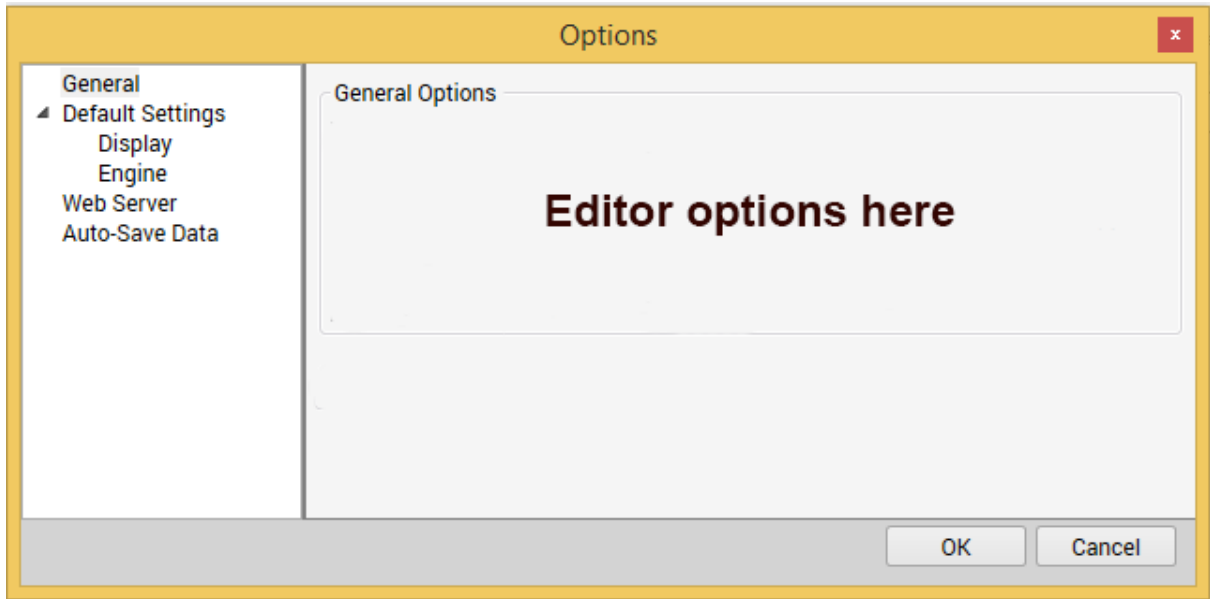 Options
x
General
Default Settings
Display
Engine
Web Server
Auto-Save Data
General Options
Editor options here
OK
Cancel